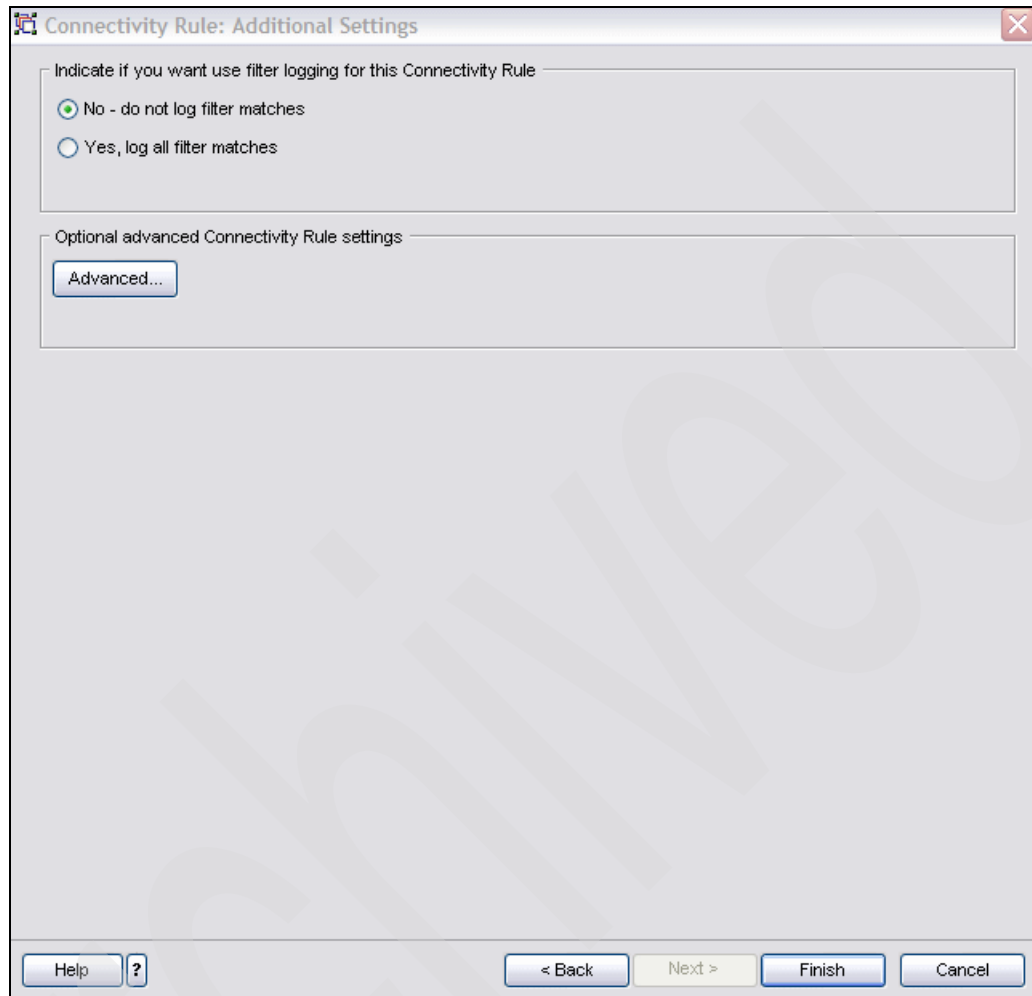 Connectivity Rule: Additional Settings
Indicate if you want use filter logging for this Connectivity Rule
No - do not log filter matches
Yes, log all filter matches
Optional advanced Connectivity Rule settings
Advanced...
Help
?
< Back
Next >
Finish
Cancel
chived